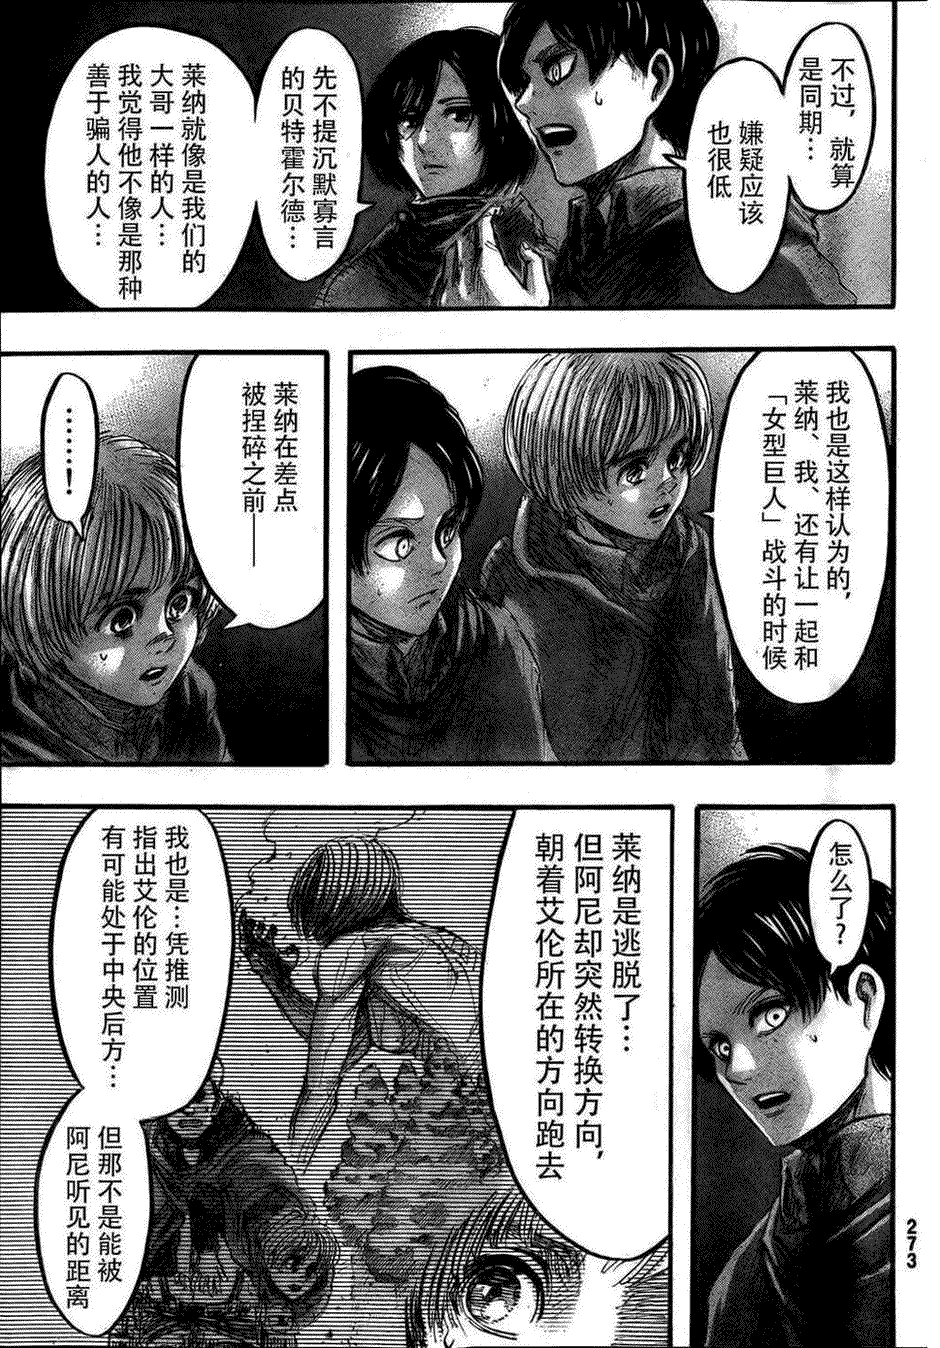 不过，就算
是同期…
嫌疑应该
也很低
先不提沉默寡言
的贝特霍尔德…
莱纳就像是我们的
大哥一样的人…
我觉得他不像是那种
善于骗人的人…
我也是这样认为的，
莱纳、我、还有让一起和
「女型巨人」战斗的时候
莱纳在差点
被捏碎之前——
……！
怎么了？
莱纳是逃脱了…
但阿尼却突然转换方向，
朝着艾伦所在的方向跑去
我也是…凭推测
指出艾伦的位置
有可能处于中央后方…
但那不是能被
阿尼听见的距离
273